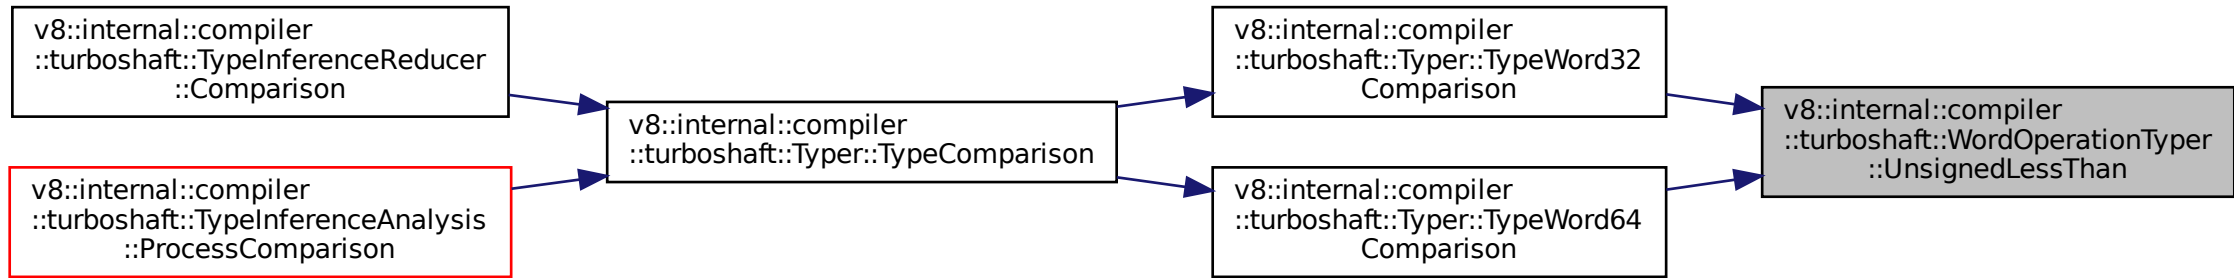 v8::internal::compiler
::turboshaft::TypeInferenceReducer
::Comparison
v8::internal::compiler
::turboshaft::TypeInferenceAnalysis
::ProcessComparison
v8::internal::compiler
::turboshaft::Typer::TypeComparison
v8::internal::compiler
::turboshaft::Typer::TypeWord32
Comparison
v8::internal::compiler
::turboshaft::Typer::TypeWord64
Comparison
v8::internal::compiler
::turboshaft::WordOperationTyper
::UnsignedLessThan